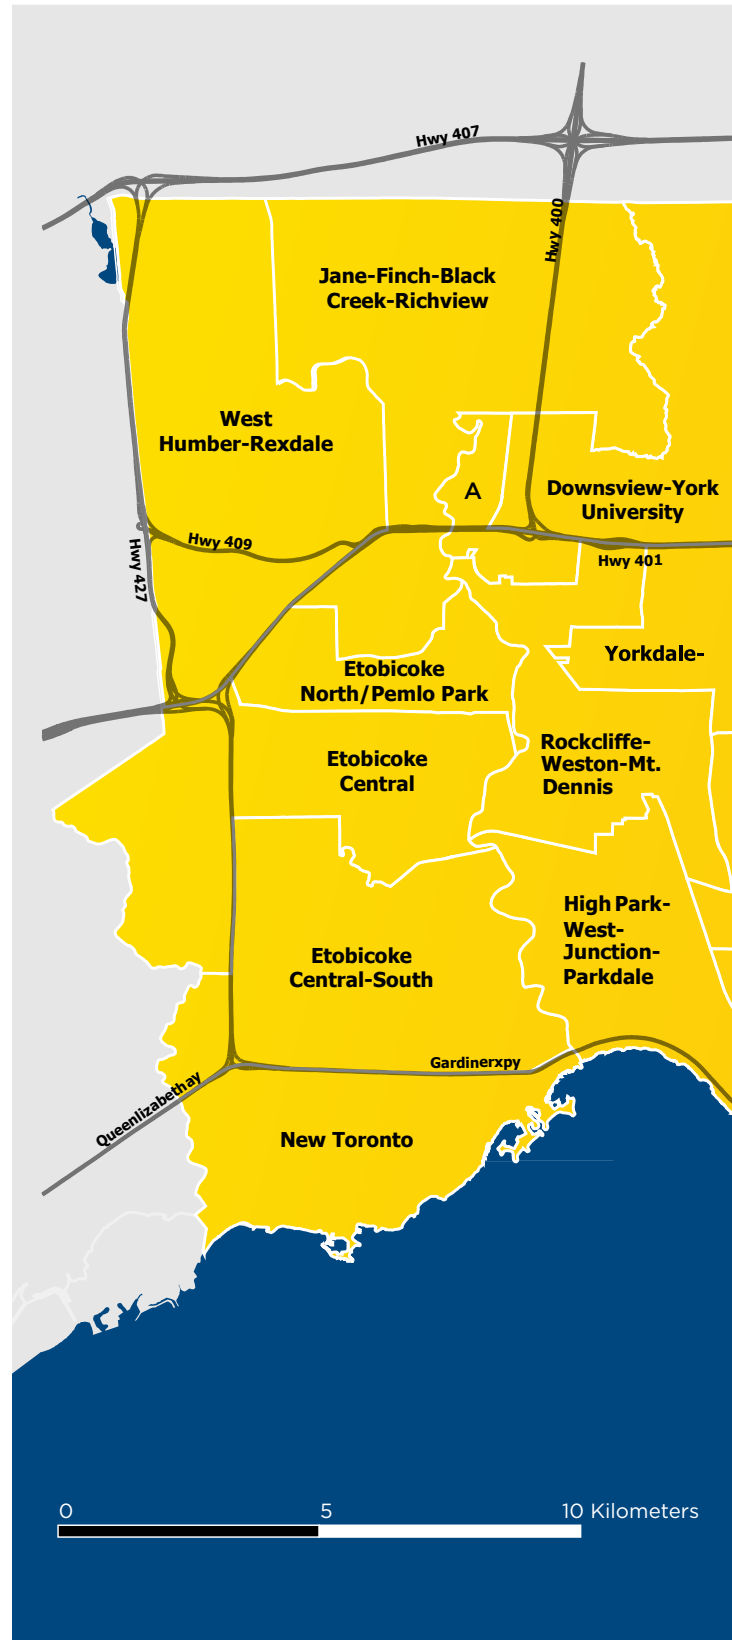 Hwy 407
Hwy 400
Jane-Finch-Black
Creek-Richview
West
Humber-Rexdale
A
Downsview-York
University
Hwy 409
Hwy 401
Hwy 427
Yorkdale-
Etobicoke
North/Pemlo Park
Etobicoke
Central
Rockcliffe-
Weston-Mt.
Dennis
High Park-
West-
Junction-
Parkdale
Etobicoke
Central-South
Gardinerxpy
Queenlizabethay
New Toronto
0 5 10 Kilometers